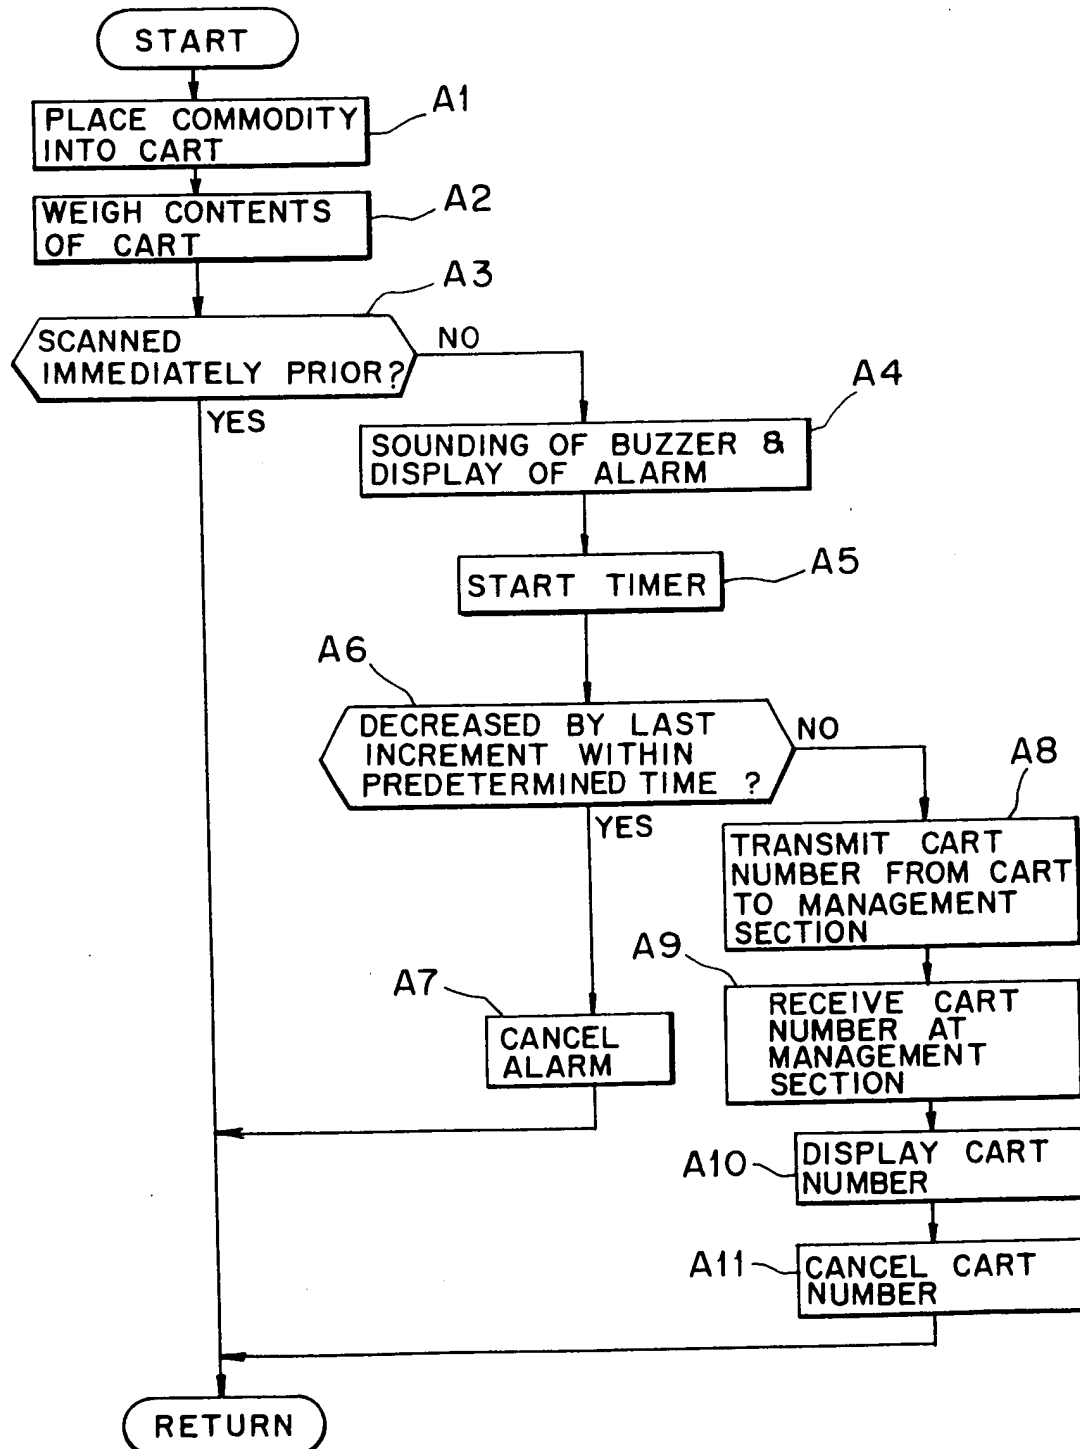 START
A1
PLACE COMMODITY
INTO CART
A2
WEIGH CONTENTS
OF CART
A3
SCANNED
IMMEDIATELY PRIOR?
NO
YES
A4
SOUNDING OF BUZZER &
DISPLAY OF ALARM
A5
START TIMER
A6
DECREASED BY LAST
INCREMENT WITHIN
PREDETERMINED TIME ?
NO
YES
A8
TRANSMIT CART
NUMBER FROM CART
TO MANAGEMENT
SECTION
A9
RECEIVE CART
NUMBER AT
MANAGEMENT
SECTION
A7
CANCEL
ALARM
A10
DISPLAY CART
NUMBER
A11
CANCEL CART
NUMBER
RETURN